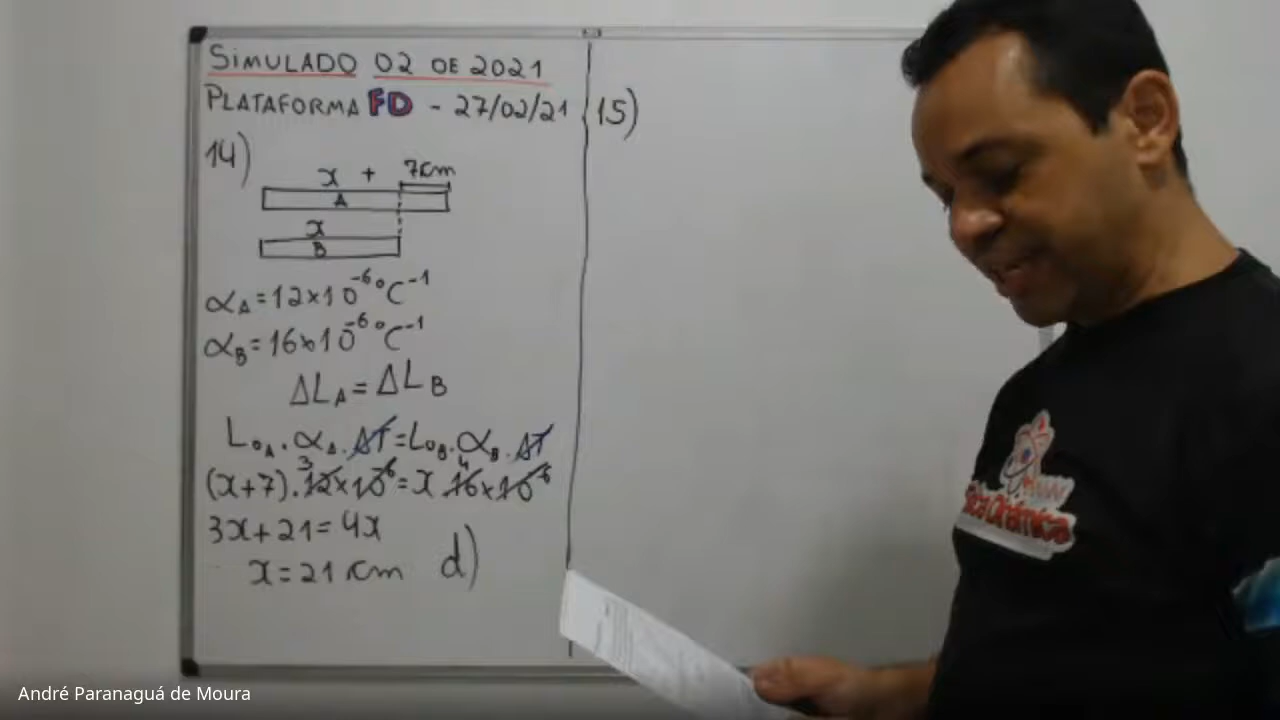 SIMULADO 02 DE 2021
PLATAFORMA FD - 27/02/21
14)
x + 7cm
A
x
B
αA = 12x10⁻⁶ °C⁻¹
αB = 16x10⁻⁶ °C⁻¹
ΔLA = ΔLB
L₀A . αA . ΔT = L₀B . αB . ΔT
3 4
(x+7) . 12x10⁻⁶ = x 16x10⁻⁶
3x + 21 = 4x
x = 21 cm d)
15)
André Paranaguá de Moura